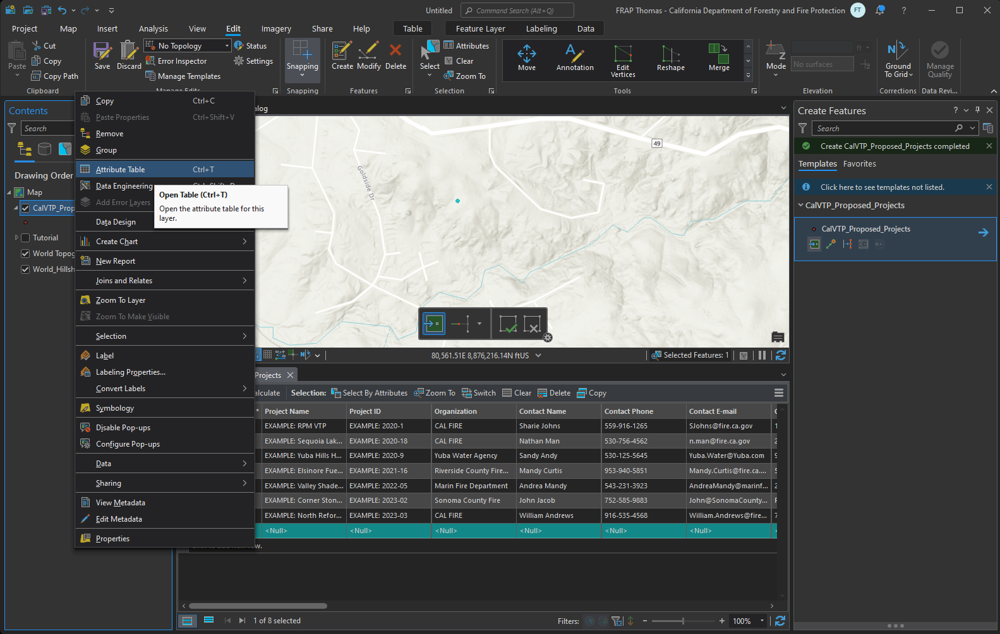 Untitled
Command Search (Alt+Q)
FRAP Thomas - California Department of Forestry and Fire Protection
FT
?
Project
Map
Insert
Analysis
View
Edit
Imagery
Share
Help
Table
Feature Layer
Labeling
Data
Paste
Cut
Copy
Copy Path
Clipboard
Save
Discard
No Topology
Error Inspector
Manage Templates
Status
Settings
Manage Edits
Snapping
Snapping
Create
Modify
Delete
Features
Select
Attributes
Clear
Zoom To
Selection
Move
Annotation
Edit
Vertices
Reshape
Merge
Tools
Mode
ft
No surfaces
Elevation
Ground
To Grid
Corrections
Manage
Quality
Data Revi...
Contents
Search
Drawing Order
Map
CalVTP_Prop
Tutorial
World Topog
World_Hillsh
Copy Ctrl+C
Paste Properties Ctrl+Shift+V
Remove
Group
Attribute Table Ctrl+T
Data Engineering
Add Error Layers
Data Design
Create Chart
New Report
Joins and Relates
Zoom To Layer
Zoom To Make Visible
Selection
Label
Labeling Properties...
Convert Labels
Symbology
Disable Pop-ups
Configure Pop-ups
Data
Sharing
View Metadata
Edit Metadata
Properties
Open Table (Ctrl+T)
Open the attribute table for this
layer.
alog
49
Goldside Dr
80,561.51E 8,876,216.14N ftUS
Selected Features: 1
Projects
alculate
Selection:
Select By Attributes
Zoom To
Switch
Clear
Delete
Copy
* Project Name Project ID Organization Contact Name Contact Phone Contact E-mail
EXAMPLE: RPM VTP EXAMPLE: 2020-1 CAL FIRE Sharie Johns 559-916-1265 SJohns@fire.ca.gov 1
EXAMPLE: Sequoia Lak... EXAMPLE: 2020-18 CAL FIRE Nathan Man 530-756-4562 n.man@fire.ca.gov 2
EXAMPLE: Yuba Hills H... EXAMPLE: 2020-9 Yuba Water Agency Sandy Andy 530-125-5645 Yuba.Water@Yuba.com 9
EXAMPLE: Elsinore Fue... EXAMPLE: 2021-16 Riverside County Fire... Mandy Curtis 953-940-5851 Mandy.Curtis@fire.ca.... 5
EXAMPLE: Valley Shade... EXAMPLE: 2022-05 Marin Fire Department Andrea Mandy 543-231-3923 AndreaMandy@marinf... 2
EXAMPLE: Corner Ston... EXAMPLE: 2023-02 Sonoma County Fire John Jacob 752-585-9883 John@SonomaCounty...
EXAMPLE: North Refor... EXAMPLE: 2023-03 CAL FIRE William Andrews 916-535-4568 William.Andrews@fire... 7
<Null> <Null> <Null> <Null> <Null> <Null>
1 of 8 selected
Filters:
100%
Create Features
?
Search
Create CalVTP_Proposed_Projects completed
Templates
Favorites
Click here to see templates not listed.
CalVTP_Proposed_Projects
CalVTP_Proposed_Projects